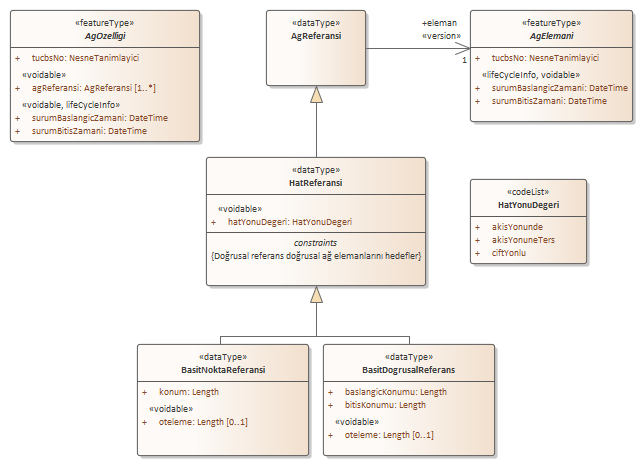 «featureType»
AgOzelligi
+ tucbsNo: NesneTanimlayici
«voidable»
+ agReferansi: AgReferansi [1..*]
«voidable, lifeCycleInfo»
+ surumBaslangicZamani: DateTime
+ surumBitisZamani: DateTime
«dataType»
AgReferansi
+eleman
«version»
1
«featureType»
AgElemani
+ tucbsNo: NesneTanimlayici
«lifeCycleInfo, voidable»
+ surumBaslangicZamani: DateTime
+ surumBitisZamani: DateTime
«dataType»
HatReferansi
«voidable»
+ hatYonuDegeri: HatYonuDegeri
constraints
{Doğrusal referans doğrusal ağ elemanlarını hedefler}
«codeList»
HatYonuDegeri
+ akisYonunde
+ akisYonuneTers
+ ciftYonlu
«dataType»
BasitNoktaReferansi
+ konum: Length
«voidable»
+ oteleme: Length [0..1]
«dataType»
BasitDogrusalReferans
+ baslangicKonumu: Length
+ bitisKonumu: Length
«voidable»
+ oteleme: Length [0..1]